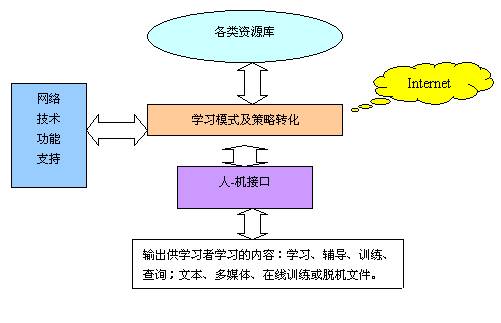 各类资源库
Internet
网络
技术
功能
支持
学习模式及策略转化
人-机接口
输出供学习者学习的内容：学习、辅导、训练、
查询；文本、多媒体、在线训练或脱机文件。